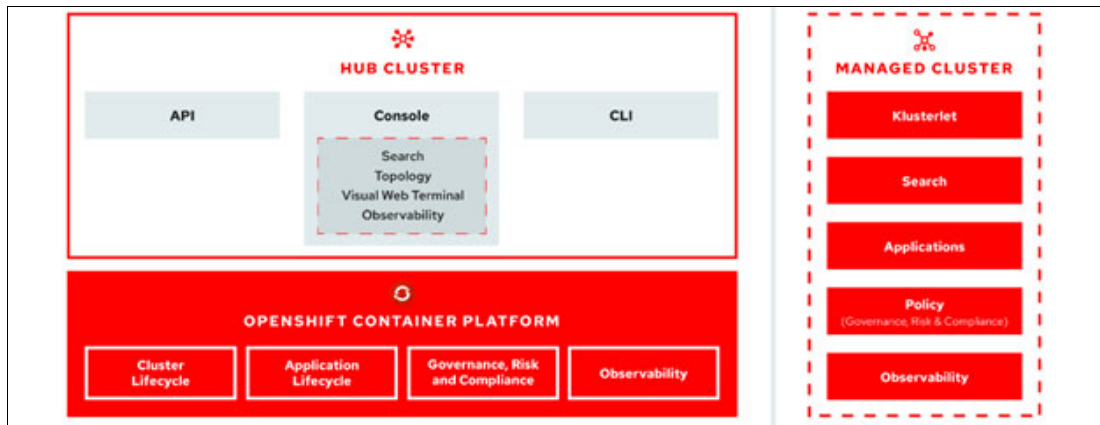 HUB CLUSTER
API
Console
CLI
Search
Topology
Visual Web Terminal
Observability
OPENSHIFT CONTAINER PLATFORM
Cluster
Lifecycle
Application
Lifecycle
Governance, Risk
and Compliance
Observability
MANAGED CLUSTER
Klusterlet
Search
Applications
Policy
(Governance, Risk & Compliance)
Observability